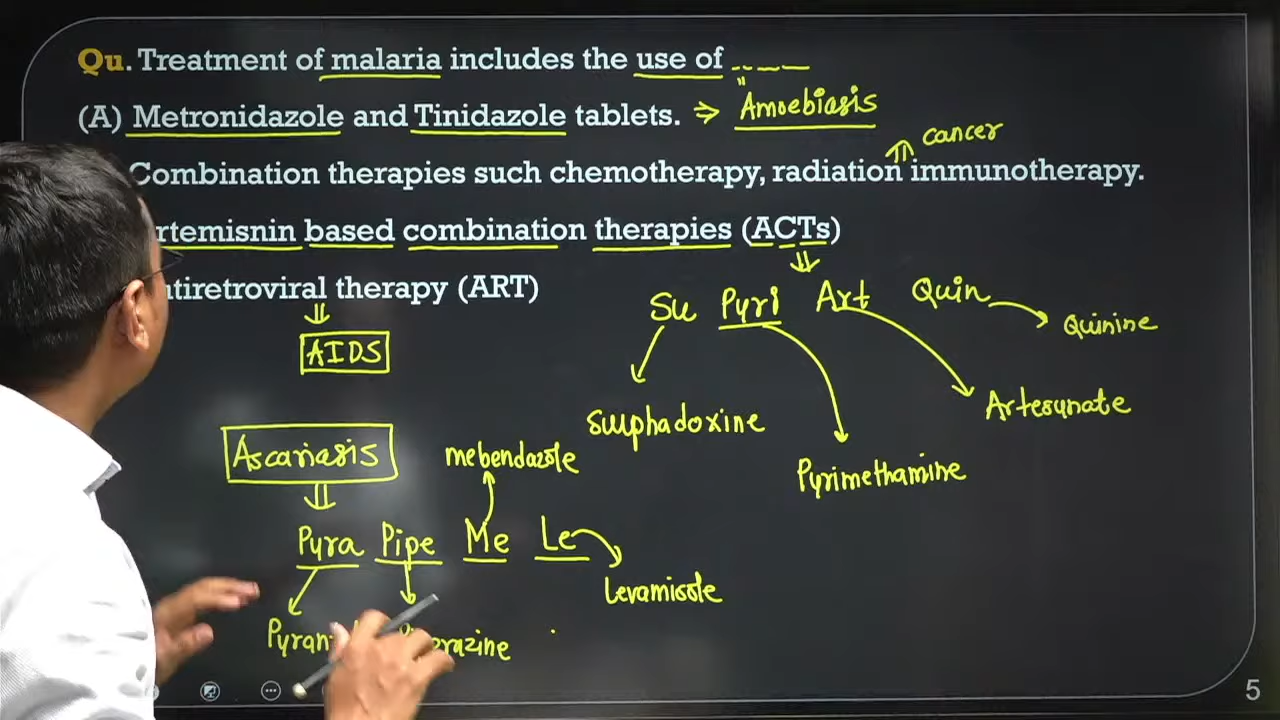 Qu. Treatment of malaria includes the use of _ _ _ _
(A) Metronidazole and Tinidazole tablets. ⇒ "Amoebiasis
cancer
Combination therapies such chemotherapy, radiation immunotherapy.
rtemisnin based combination therapies (ACTs)
tiretroviral therapy (ART)
AIDS
Su Pyri Art Quin
Quinine
Artesunate
Sulphadoxine
Pyrimethamine
Ascariasis
mebendazole
Pyra Pipe Me Le
Levamisole
Pyran erazine
5